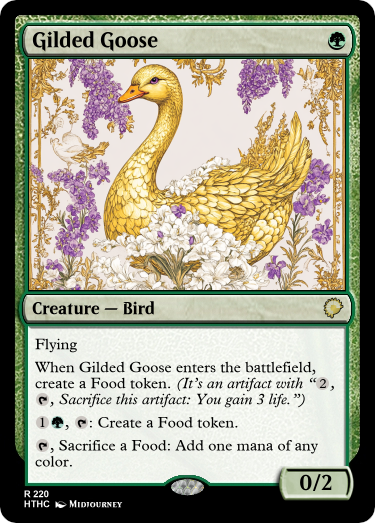 Gilded Goose
Creature — Bird
Flying
When Gilded Goose enters the battlefield,
create a Food token. (It's an artifact with “2,
, Sacrifice this artifact: You gain 3 life.”)
1, : Create a Food token.
, Sacrifice a Food: Add one mana of any
color.
0/2
R 220
HTHC Midjourney